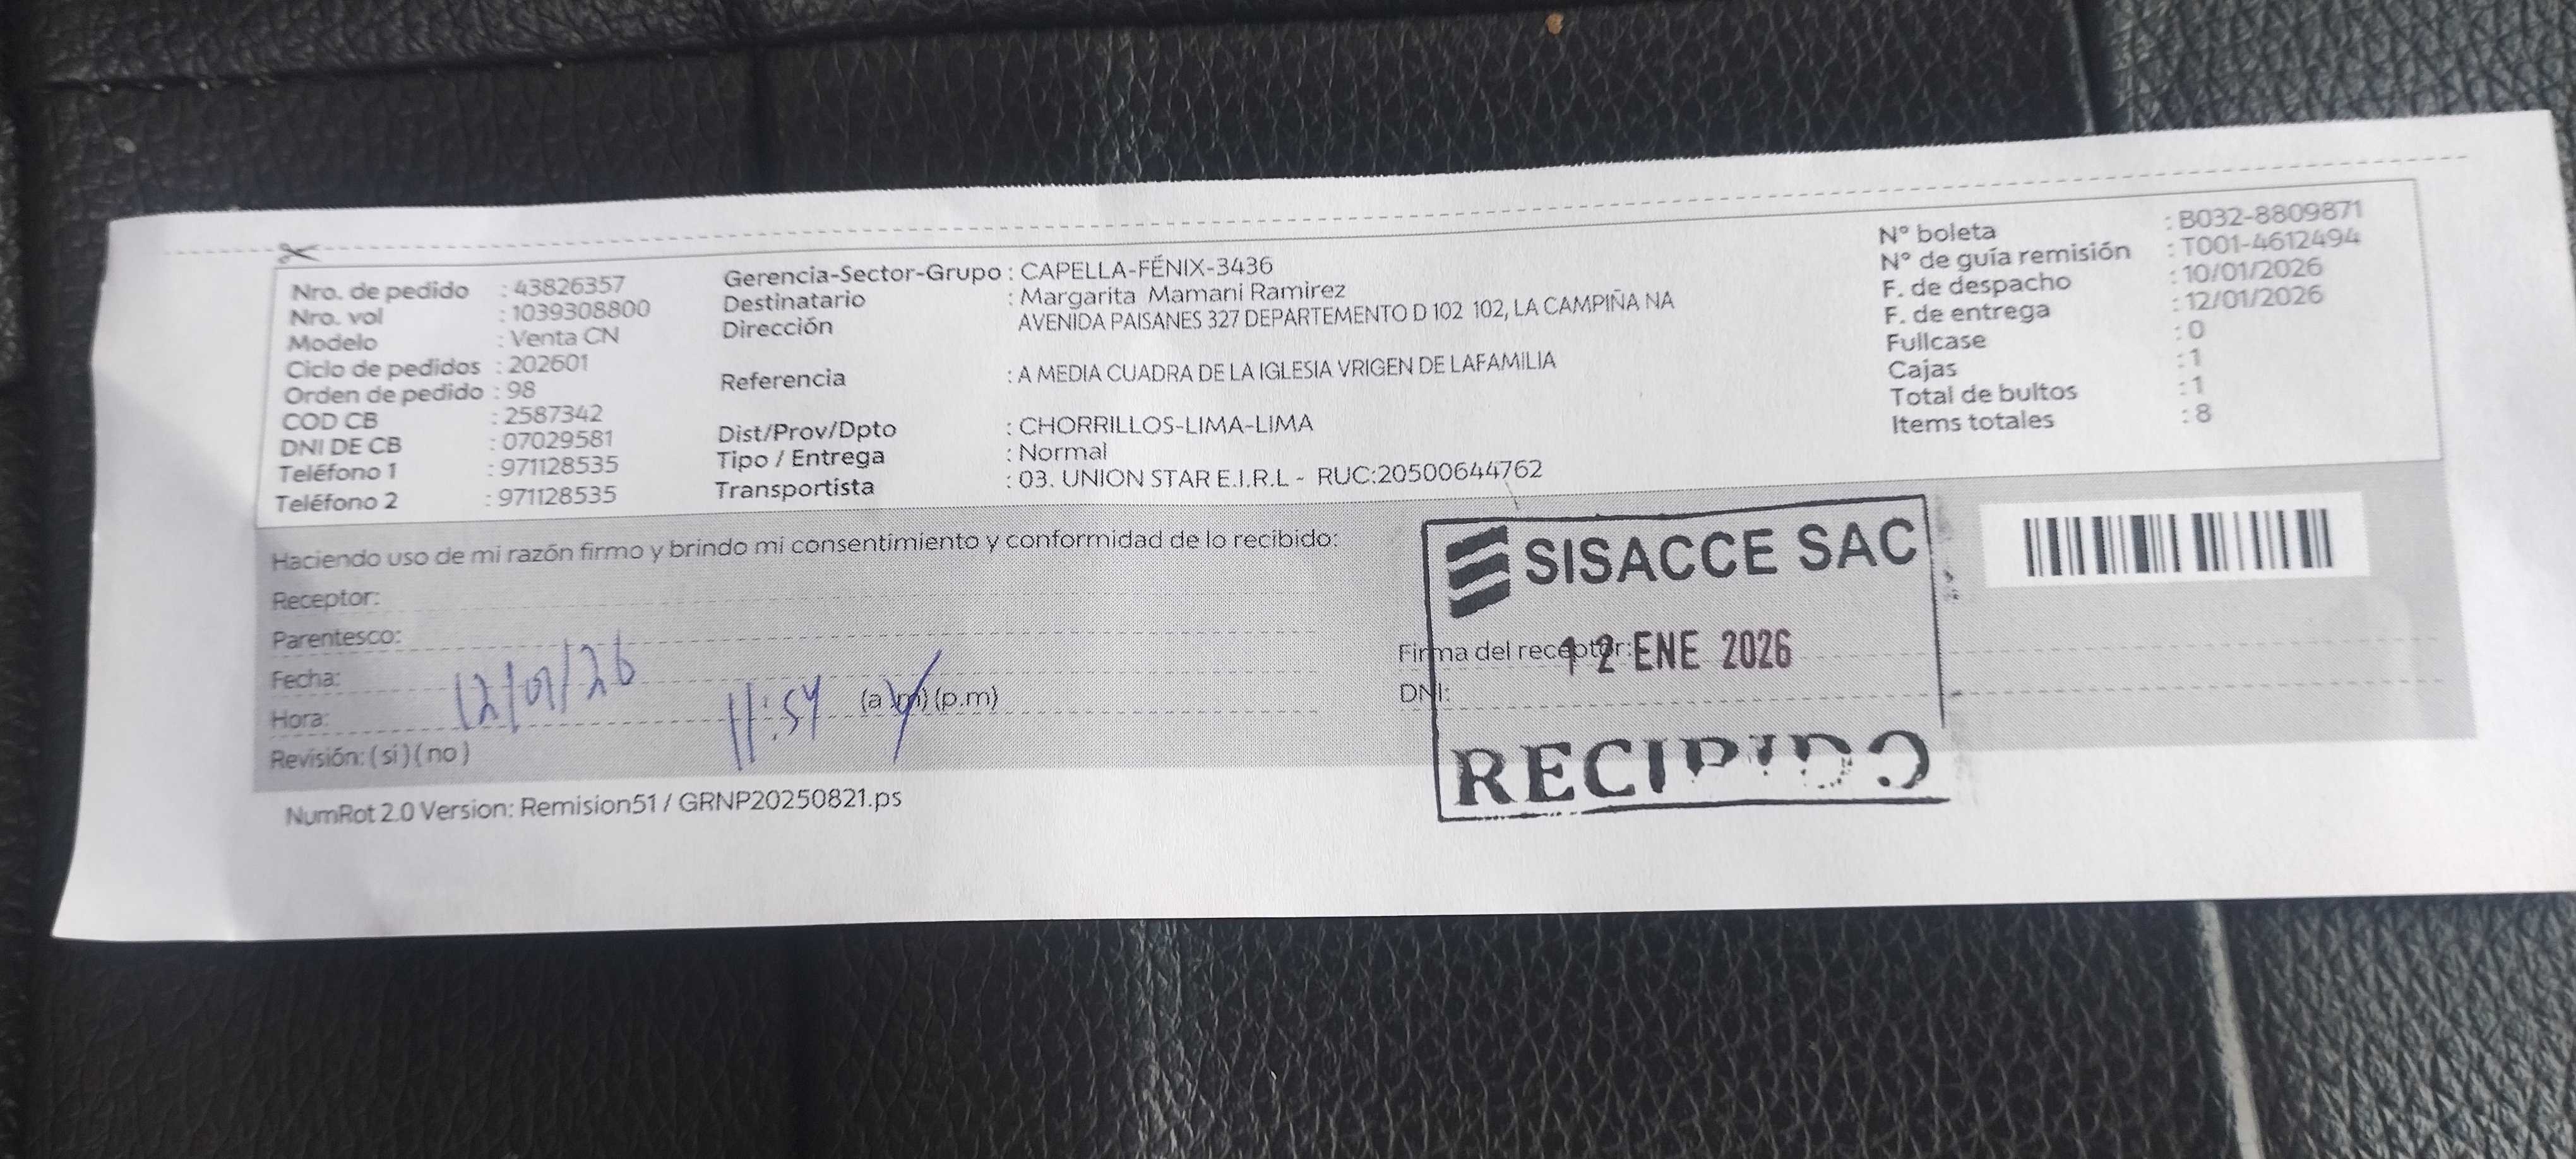 Nro. de pedido : 43826357
Nro. vol : 1039308800
Modelo : Venta CN
Ciclo de pedidos : 202601
Orden de pedido : 98
COD CB : 2587342
DNI DE CB : 07029581
Teléfono 1 : 971128535
Teléfono 2 : 971128535
Gerencia-Sector-Grupo : CAPELLA-FÉNIX-3436
Destinatario : Margarita Mamani Ramirez
Dirección AVENIDA PAISANES 327 DEPARTEMENTO D 102 102, LA CAMPIÑA NA
Referencia : A MEDIA CUADRA DE LA IGLESIA VRIGEN DE LAFAMILIA
Dist/Prov/Dpto : CHORRILLOS-LIMA-LIMA
Tipo / Entrega : Normal
Transportista : 03. UNION STAR E.I.R.L - RUC:20500644762
N° boleta : B032-8809871
N° de guía remisión : T001-4612494
F. de despacho : 10/01/2026
F. de entrega : 12/01/2026
Fullcase : 0
Cajas : 1
Total de bultos : 1
Items totales : 8
Haciendo uso de mi razón firmo y brindo mi consentimiento y conformidad de lo recibido:
Receptor:
Parentesco:
Fecha: 12/01/26
Hora: 11:54 (a.m) (p.m)
Revisión: (si) (no)
SISACCE SAC
Firma del receptor:
12 ENE 2026
DNI:
RECIBIDO
NumRot 2.0 Version: Remision51 / GRNP20250821.ps